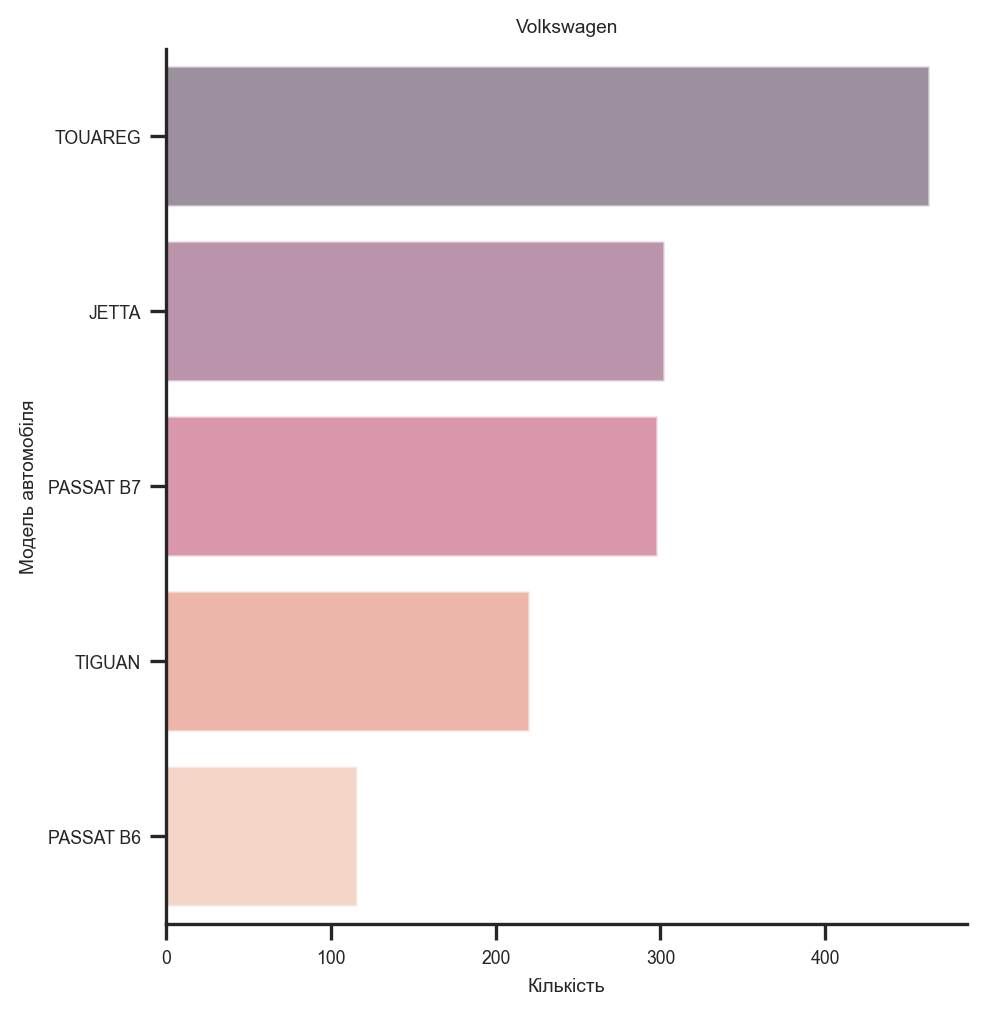 Volkswagen
TOUAREG
JETTA
PASSAT B7
TIGUAN
PASSAT B6
Модель автомобіля
0 100 200 300 400
Кількість